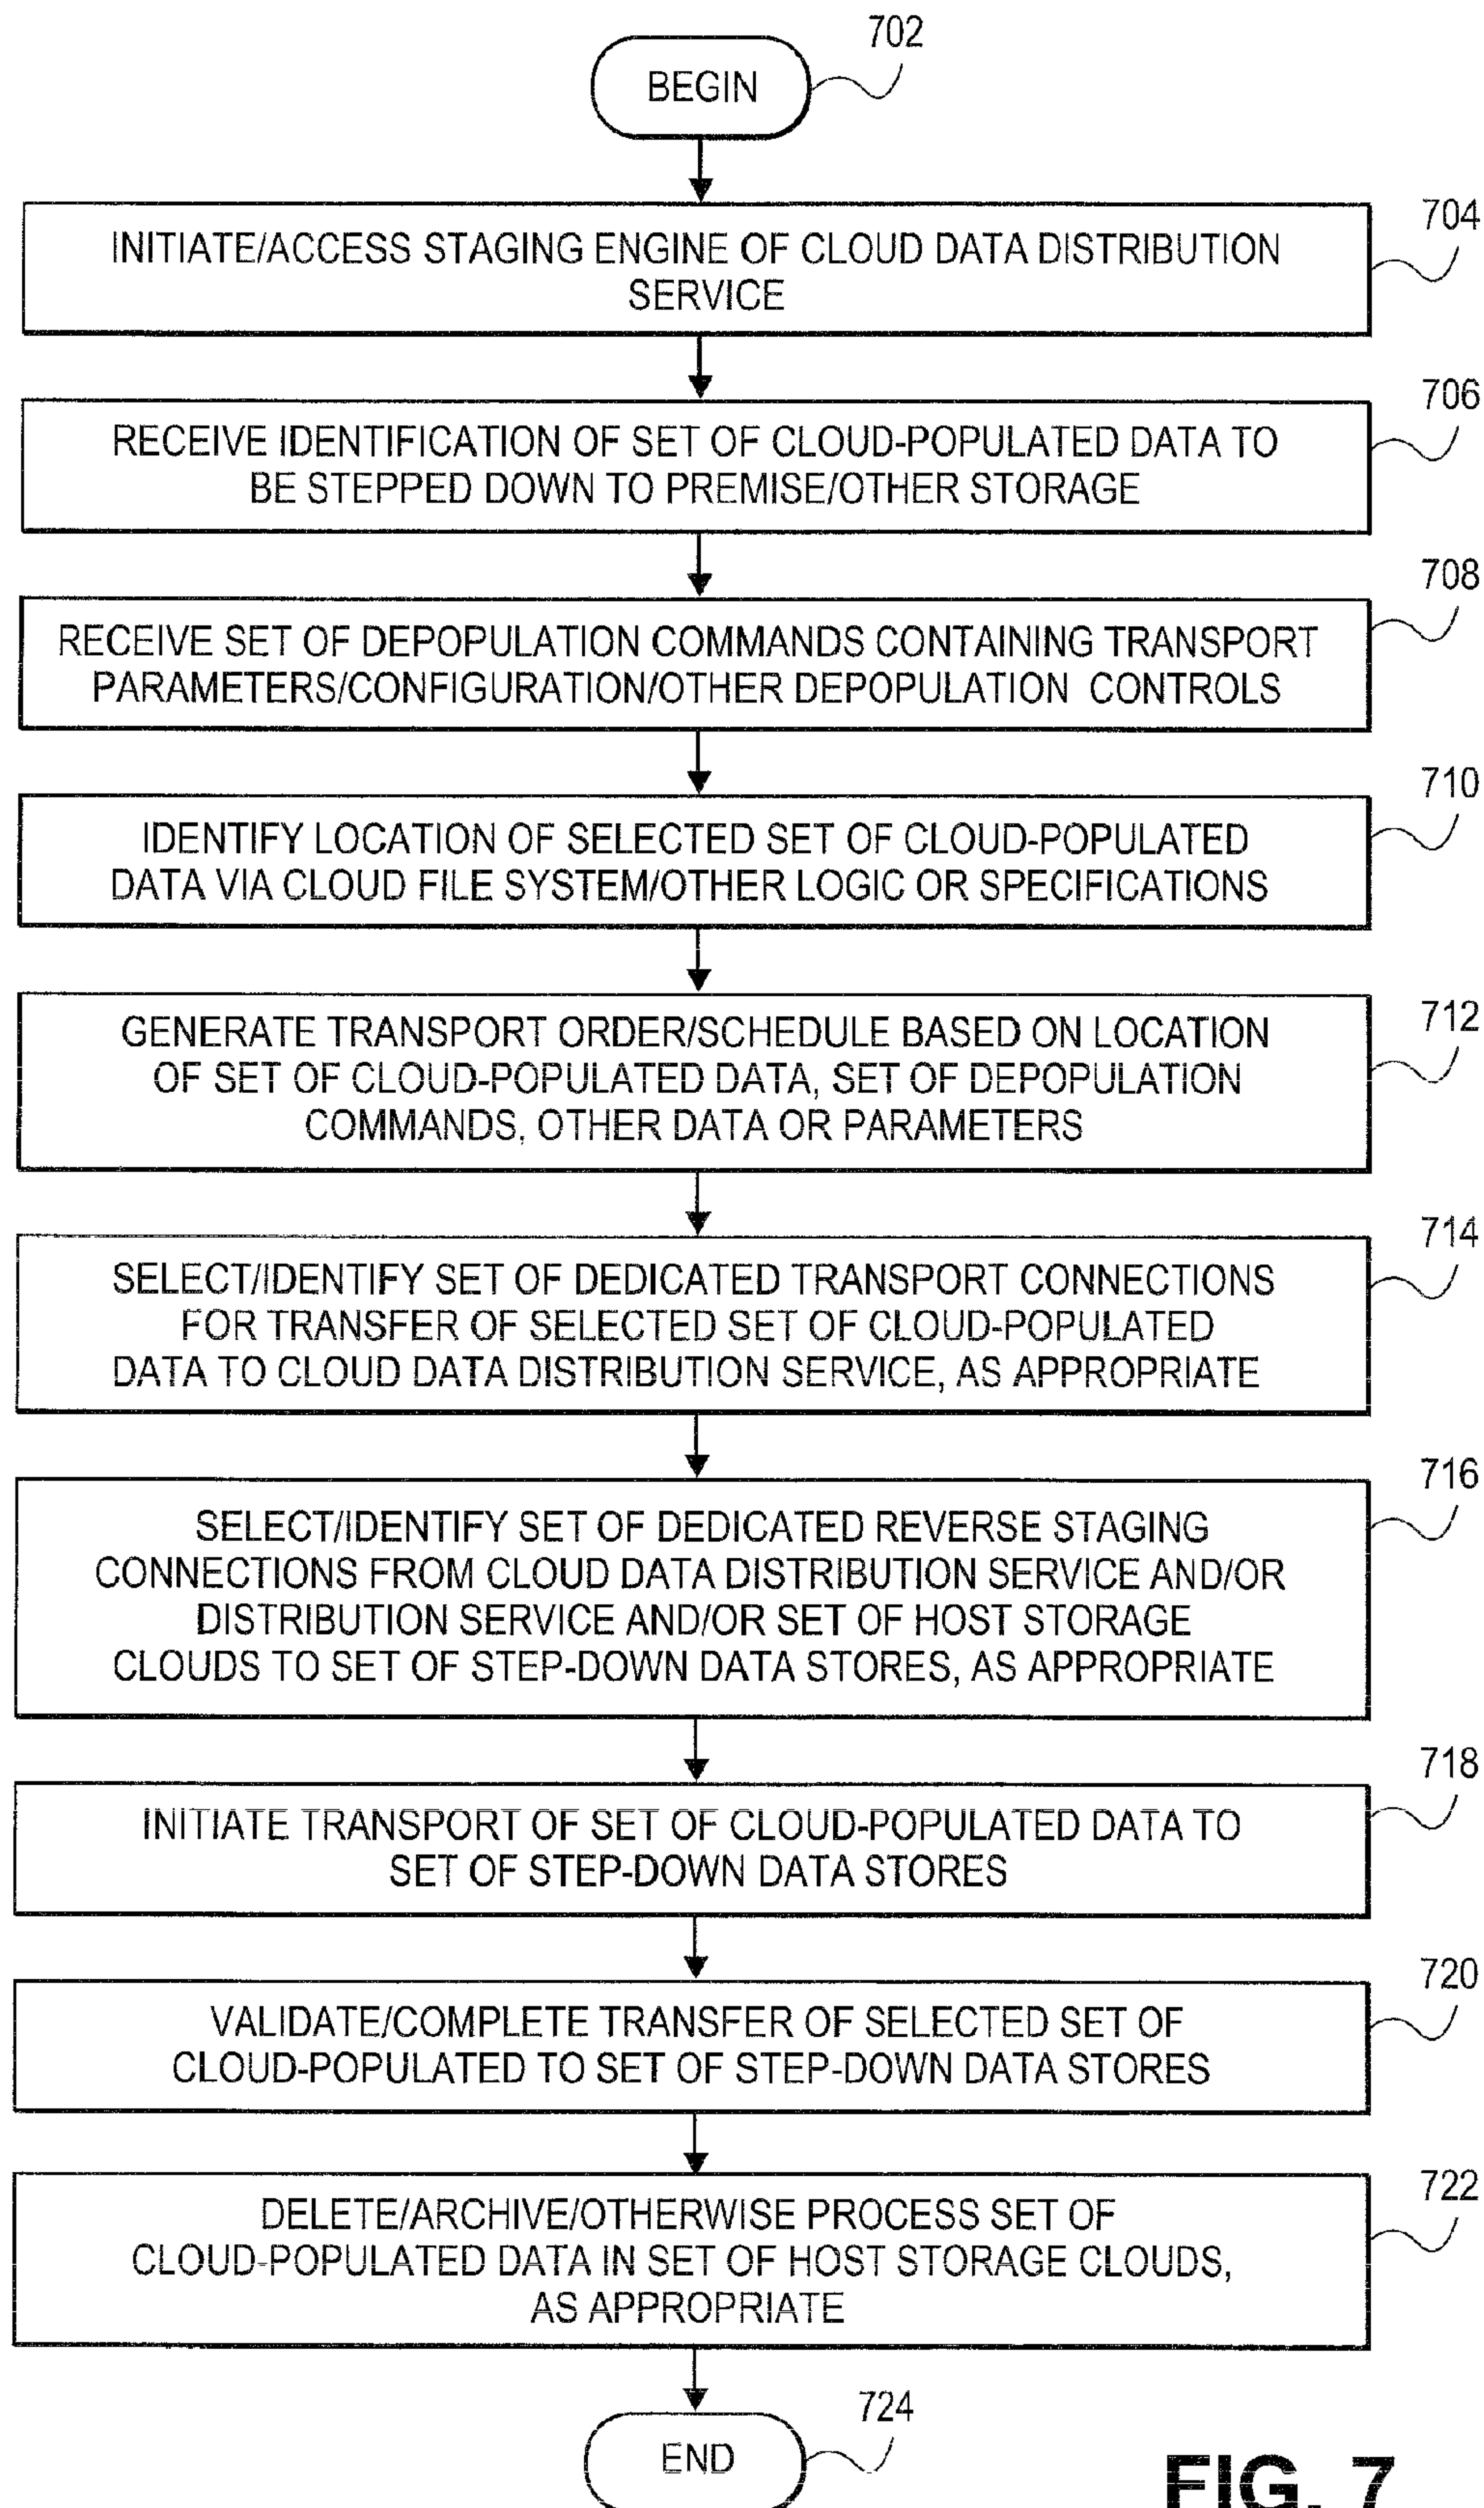 702
BEGIN
704
INITIATE/ACCESS STAGING ENGINE OF CLOUD DATA DISTRIBUTION
SERVICE
706
RECEIVE IDENTIFICATION OF SET OF CLOUD-POPULATED DATA TO
BE STEPPED DOWN TO PREMISE/OTHER STORAGE
708
RECEIVE SET OF DEPOPULATION COMMANDS CONTAINING TRANSPORT
PARAMETERS/CONFIGURATION/OTHER DEPOPULATION CONTROLS
710
IDENTIFY LOCATION OF SELECTED SET OF CLOUD-POPULATED
DATA VIA CLOUD FILE SYSTEM/OTHER LOGIC OR SPECIFICATIONS
712
GENERATE TRANSPORT ORDER/SCHEDULE BASED ON LOCATION
OF SET OF CLOUD-POPULATED DATA, SET OF DEPOPULATION
COMMANDS, OTHER DATA OR PARAMETERS
714
SELECT/IDENTIFY SET OF DEDICATED TRANSPORT CONNECTIONS
FOR TRANSFER OF SELECTED SET OF CLOUD-POPULATED
DATA TO CLOUD DATA DISTRIBUTION SERVICE, AS APPROPRIATE
716
SELECT/IDENTIFY SET OF DEDICATED REVERSE STAGING
CONNECTIONS FROM CLOUD DATA DISTRIBUTION SERVICE AND/OR
DISTRIBUTION SERVICE AND/OR SET OF HOST STORAGE
CLOUDS TO SET OF STEP-DOWN DATA STORES, AS APPROPRIATE
718
INITIATE TRANSPORT OF SET OF CLOUD-POPULATED DATA TO
SET OF STEP-DOWN DATA STORES
720
VALIDATE/COMPLETE TRANSFER OF SELECTED SET OF
CLOUD-POPULATED TO SET OF STEP-DOWN DATA STORES
722
DELETE/ARCHIVE/OTHERWISE PROCESS SET OF
CLOUD-POPULATED DATA IN SET OF HOST STORAGE CLOUDS,
AS APPROPRIATE
724
END
FIG. 7